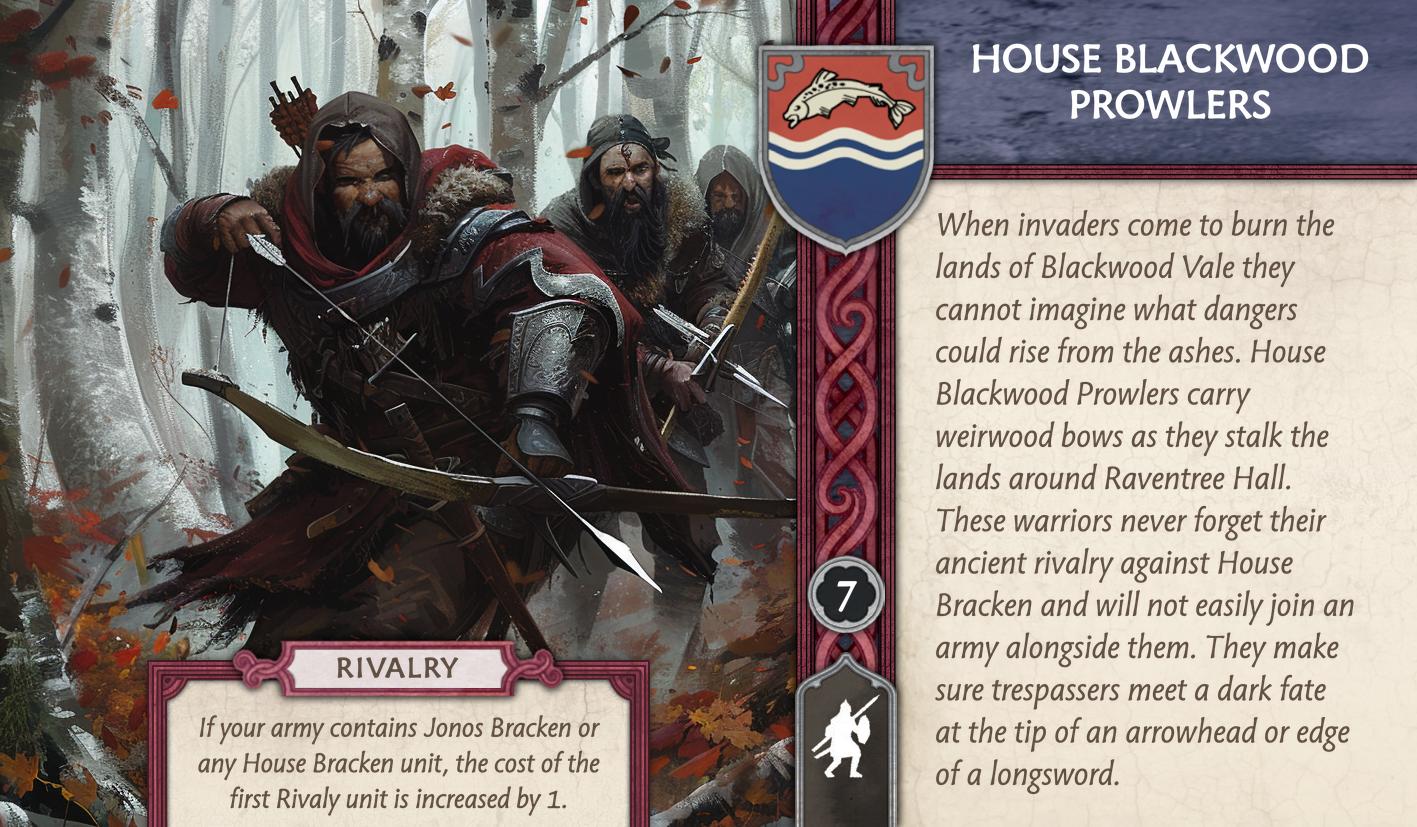 HOUSE BLACKWOOD
PROWLERS
When invaders come to burn the
lands of Blackwood Vale they
cannot imagine what dangers
could rise from the ashes. House
Blackwood Prowlers carry
weirwood bows as they stalk the
lands around Raventree Hall.
These warriors never forget their
ancient rivalry against House
Bracken and will not easily join an
army alongside them. They make
sure trespassers meet a dark fate
at the tip of an arrowhead or edge
of a longsword.
7
RIVALRY
If your army contains Jonos Bracken or
any House Bracken unit, the cost of the
first Rivaly unit is increased by 1.